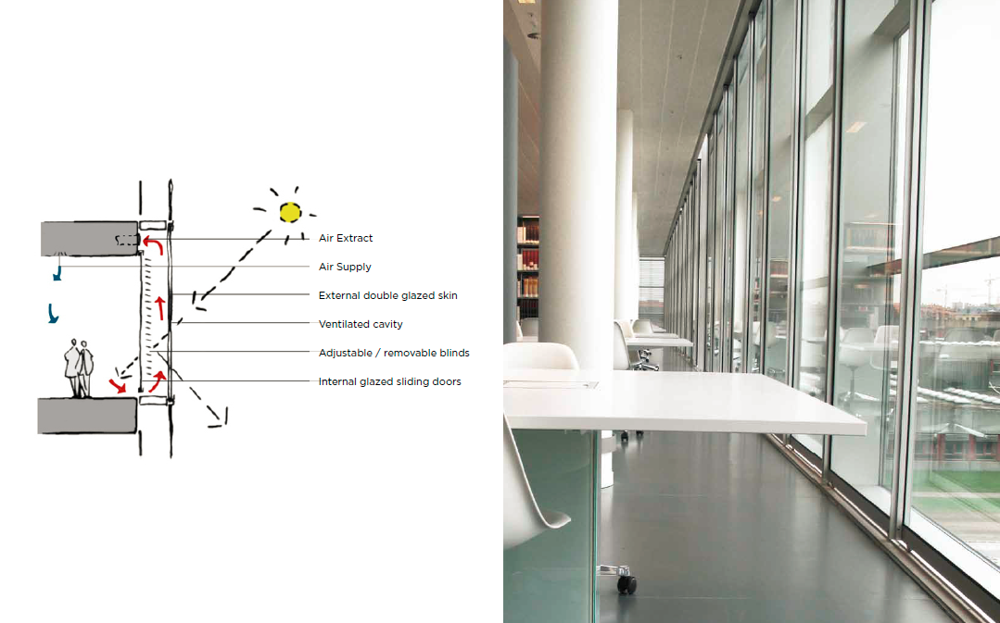 Air Extract
Air Supply
External double glazed skin
Ventilated cavity
Adjustable / removable blinds
Internal glazed sliding doors